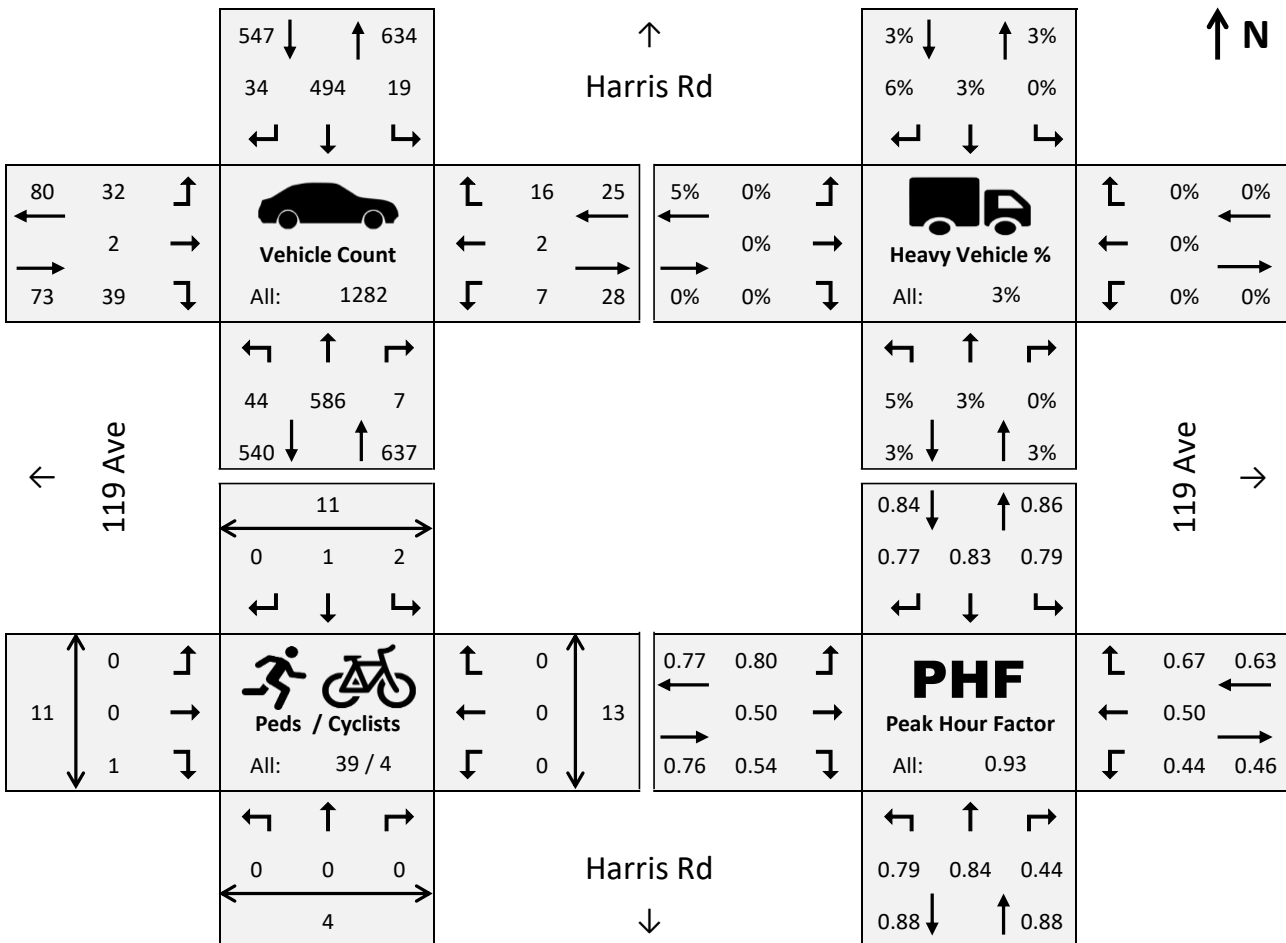 547 634 3% 3% N
Harris Rd
34 494 19 6% 3% 0%
80 32 16 25 5% 0% 0% 0%
2 Vehicle Count 2 0% Heavy Vehicle % 0%
73 39 All: 1282 7 28 0% 0% All: 3% 0% 0%
44 586 7 5% 3% 0%
540 637 3% 3%
119 Ave 119 Ave
11 0.84 0.86
0 1 2 0.77 0.83 0.79
0 0 0.77 0.80 PHF 0.67 0.63
11 0 Peds / Cyclists 0 13 0.50 Peak Hour Factor 0.50
1 All: 39 / 4 0 0.76 0.54 All: 0.93 0.44 0.46
0 0 0 Harris Rd 0.79 0.84 0.44
4 0.88 0.88